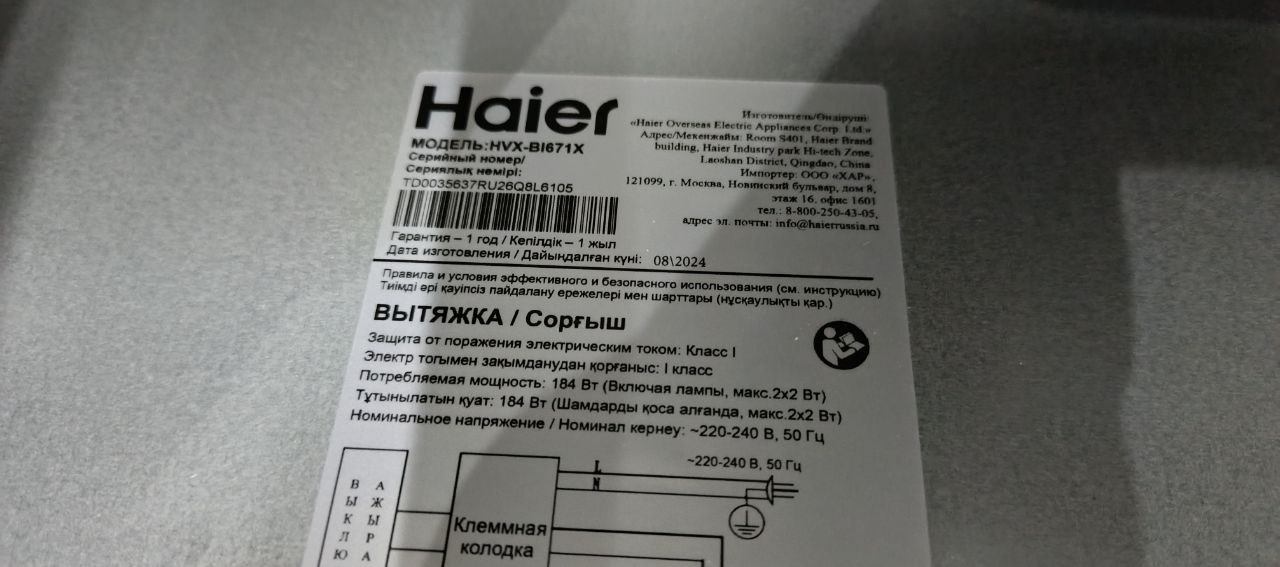 Haier
МОДЕЛЬ:HVX-BI671X
Серийный номер/
Сериялық нөмірі:
TD0035637RU26Q8L6105
Гарантия – 1 год / Кепілдік – 1 жыл
Дата изготовления / Дайындалған күні: 08\2024
Изготовитель/Өндіруші
«Haier Overseas Electric Appliances Corp. Ltd.»
Адрес/Мекенжайы: Room S401, Haier Brand
building, Haier Industry park Hi-tech Zone,
Laoshan District, Qingdao, China
Импортер: ООО «ХАР»,
121099, г. Москва, Новинский бульвар, дом 8,
этаж 16, офис 1601
тел.: 8-800-250-43-05,
адрес эл. почты: info@haierrussia.ru
Правила и условия эффективного и безопасного использования (см. инструкцию)
Тиімді әрі қауіпсіз пайдалану ережелері мен шарттары (нұсқаулықты қар.)
ВЫТЯЖКА / Сорғыш
Защита от поражения электрическим током: Класс I
Электр тоғымен зақымданудан қорғаныс: I класс
Потребляемая мощность: 184 Вт (Включая лампы, макс.2x2 Вт)
Тұтынылатын қуат: 184 Вт (Шамдарды қоса алғанда, макс.2x2 Вт)
Номинальное напряжение / Номинал кернеу: ~220-240 В, 50 Гц
~220-240 В, 50 Гц
L
N
Клеммная
колодка
ВЫКЛЮ
АЖЫРА